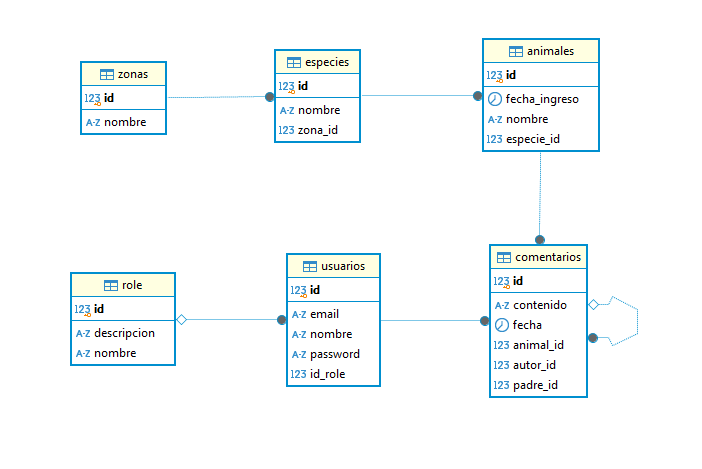 zonas
123 id
A-Z nombre
especies
123 id
A-Z nombre
123 zona_id
animales
123 id
fecha_ingreso
A-Z nombre
123 especie_id
role
123 id
A-Z descripcion
A-Z nombre
usuarios
123 id
A-Z email
A-Z nombre
A-Z password
123 id_role
comentarios
123 id
A-Z contenido
fecha
123 animal_id
123 autor_id
123 padre_id